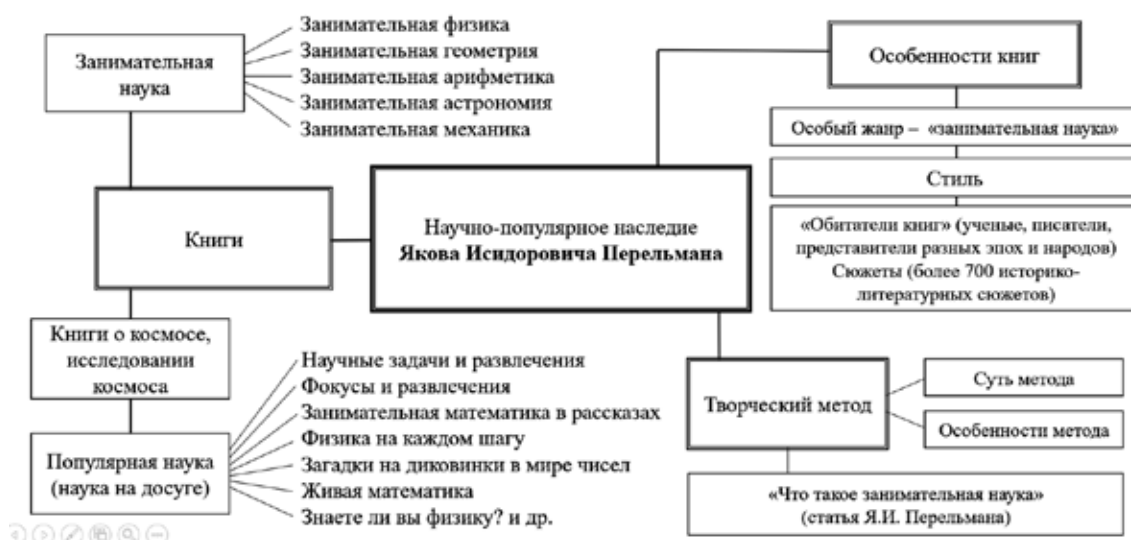 Занимательная
наука
Занимательная физика
Занимательная геометрия
Занимательная арифметика
Занимательная астрономия
Занимательная механика
Книги
Книги о космосе,
исследовании
космоса
Популярная наука
(наука на досуге)
Научные задачи и развлечения
Фокусы и развлечения
Занимательная математика в рассказах
Физика на каждом шагу
Загадки на диковинки в мире чисел
Живая математика
Знаете ли вы физику? и др.
Научно-популярное наследие
Якова Исидоровича Перельмана
Особенности книг
Особый жанр – «занимательная наука»
Стиль
«Обитатели книг» (ученые, писатели,
представители разных эпох и народов)
Сюжеты (более 700 историко-
литературных сюжетов)
Творческий метод
Суть метода
Особенности метода
«Что такое занимательная наука»
(статья Я.И. Перельмана)